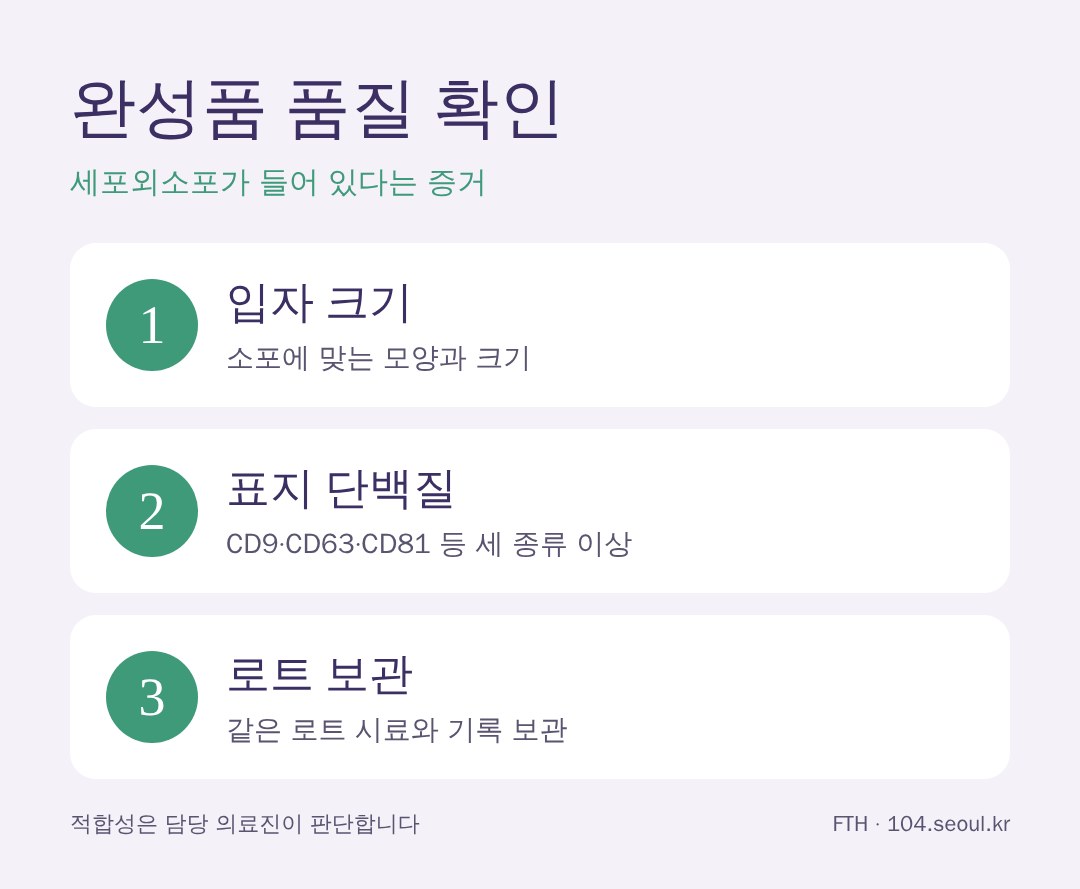 완성품 품질 확인
세포외소포가 들어 있다는 증거
1
입자 크기
소포에 맞는 모양과 크기
2
표지 단백질
CD9·CD63·CD81 등 세 종류 이상
3
로트 보관
같은 로트 시료와 기록 보관
적합성은 담당 의료진이 판단합니다
FTH · 104.seoul.kr